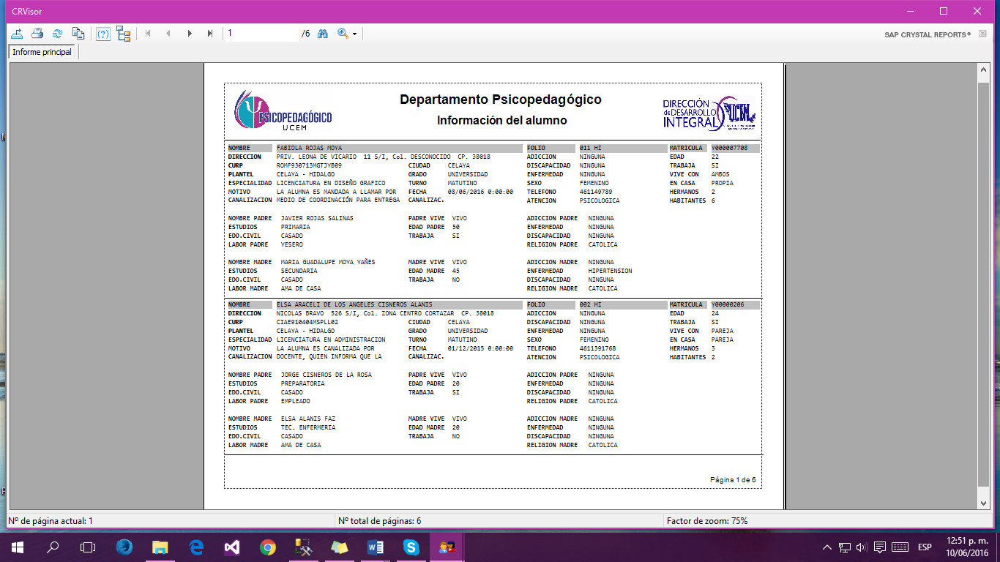 CRVisor
1 /6
SAP CRYSTAL REPORTS®
Informe principal
PSICOPEDAGÓGICO
UCEM
Departamento Psicopedagógico
Información del alumno
DIRECCIÓN
de DESARROLLO
INTEGRAL
NOMBRE FABIOLA ROJAS MOYA FOLIO 011 HI MATRICULA Y000007708
DIRECCION PRIV. LEONA DE VICARIO 11 S/I, Col. DESCONOCIDO CP. 38018 ADICCION NINGUNA EDAD 22
CURP ROMF930713MGTJYB09 CIUDAD CELAYA DISCAPACIDAD NINGUNA TRABAJA SI
PLANTEL CELAYA - HIDALGO GRADO UNIVERSIDAD ENFERMEDAD NINGUNA VIVE CON AMBOS
ESPECIALIDAD LICENCIATURA EN DISEÑO GRAFICO TURNO MATUTINO SEXO FEMENINO EN CASA PROPIA
MOTIVO LA ALUMNA ES MANDADA A LLAMAR POR FECHA 08/06/2016 0:00:00 TELEFONO 461149789 HERMANOS 2
CANALIZACION MEDIO DE COORDINACIÓN PARA ENTREGA CANALIZAC. ATENCION PSICOLOGICA HABITANTES 6
NOMBRE PADRE JAVIER ROJAS SALINAS PADRE VIVE VIVO ADICCION PADRE NINGUNA
ESTUDIOS PRIMARIA EDAD PADRE 50 ENFERMEDAD NINGUNA
EDO.CIVIL CASADO TRABAJA SI DISCAPACIDAD NINGUNA
LABOR PADRE YESERO RELIGION PADRE CATOLICA
NOMBRE MADRE MARIA GUADALUPE MOYA YAÑES MADRE VIVE VIVO ADICCION MADRE NINGUNA
ESTUDIOS SECUNDARIA EDAD MADRE 45 ENFERMEDAD HIPERTENSION
EDO.CIVIL CASADO TRABAJA NO DISCAPACIDAD NINGUNA
LABOR MADRE AMA DE CASA RELIGION MADRE CATOLICA
NOMBRE ELSA ARACELI DE LOS ANGELES CISNEROS ALANIS FOLIO 002 HI MATRICULA Y00000206
DIRECCION NICOLAS BRAVO 526 S/I, Col. ZONA CENTRO CORTAZAR CP. 38018 ADICCION NINGUNA EDAD 24
CURP CIAE910404MSPLL02 CIUDAD CELAYA DISCAPACIDAD NINGUNA TRABAJA SI
PLANTEL CELAYA - HIDALGO GRADO UNIVERSIDAD ENFERMEDAD NINGUNA VIVE CON PAREJA
ESPECIALIDAD LICENCIATURA EN ADMINISTRACION TURNO MATUTINO SEXO FEMENINO EN CASA PAREJA
MOTIVO LA ALUMNA ES CANALIZADA POR FECHA 01/12/2015 0:00:00 TELEFONO 4611391768 HERMANOS 3
CANALIZACION DOCENTE, QUIEN INFORMA QUE LA CANALIZAC. ATENCION PSICOLOGICA HABITANTES 2
NOMBRE PADRE JORGE CISNEROS DE LA ROSA PADRE VIVE VIVO ADICCION PADRE NINGUNA
ESTUDIOS PREPARATORIA EDAD PADRE 20 ENFERMEDAD NINGUNA
EDO.CIVIL CASADO TRABAJA SI DISCAPACIDAD NINGUNA
LABOR PADRE EMPLEADO RELIGION PADRE CATOLICA
NOMBRE MADRE ELSA ALANIS FAZ MADRE VIVE VIVO ADICCION MADRE NINGUNA
ESTUDIOS TEC. ENFERMERIA EDAD MADRE 20 ENFERMEDAD NINGUNA
EDO.CIVIL CASADO TRABAJA NO DISCAPACIDAD NINGUNA
LABOR MADRE AMA DE CASA RELIGION MADRE CATOLICA
Página 1 de 6
Nº de página actual: 1 Nº total de páginas: 6 Factor de zoom: 75%
ESP 12:51 p. m.
10/06/2016